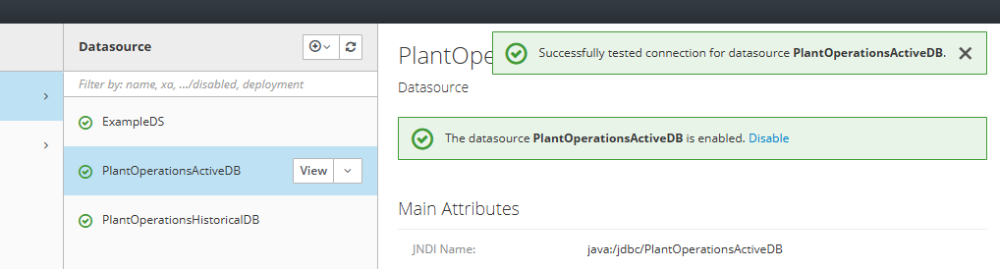 Datasource
Filter by: name, xa, .../disabled, deployment
ExampleDS
PlantOperationsActiveDB
View
PlantOperationsHistoricalDB
PlantOpe
Successfully tested connection for datasource PlantOperationsActiveDB.
Datasource
The datasource PlantOperationsActiveDB is enabled. Disable
Main Attributes
JNDI Name: java:/jdbc/PlantOperationsActiveDB